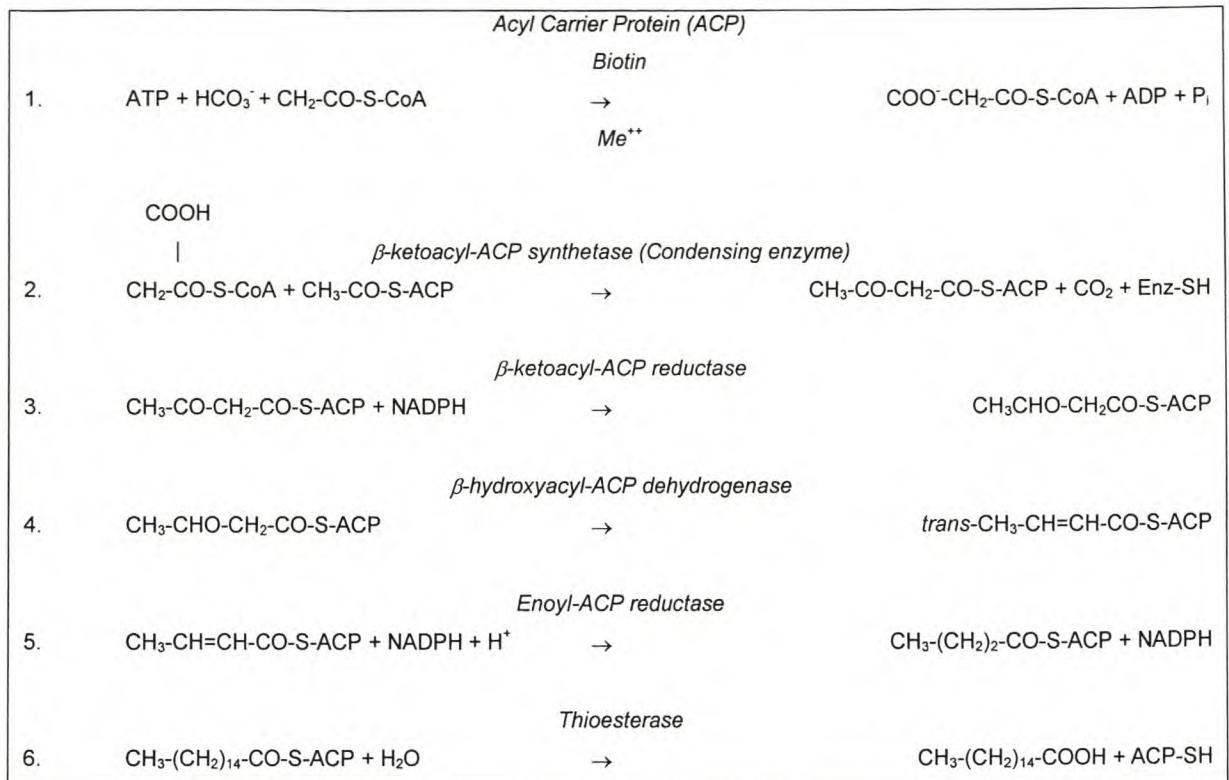 Acyl Carrier Protein (ACP)
Biotin
1. ATP + HCO₃⁻ + CH₂-CO-S-CoA → COO⁻-CH₂-CO-S-CoA + ADP + Pᵢ
Me⁺⁺
COOH
|
β-ketoacyl-ACP synthetase (Condensing enzyme)
2. CH₂-CO-S-CoA + CH₃-CO-S-ACP → CH₃-CO-CH₂-CO-S-ACP + CO₂ + Enz-SH
β-ketoacyl-ACP reductase
3. CH₃-CO-CH₂-CO-S-ACP + NADPH → CH₃CHO-CH₂CO-S-ACP
β-hydroxyacyl-ACP dehydrogenase
4. CH₃-CHO-CH₂-CO-S-ACP → trans-CH₃-CH=CH-CO-S-ACP
Enoyl-ACP reductase
5. CH₃-CH=CH-CO-S-ACP + NADPH + H⁺ → CH₃-(CH₂)₂-CO-S-ACP + NADPH
Thioesterase
6. CH₃-(CH₂)₁₄-CO-S-ACP + H₂O → CH₃-(CH₂)₁₄-COOH + ACP-SH